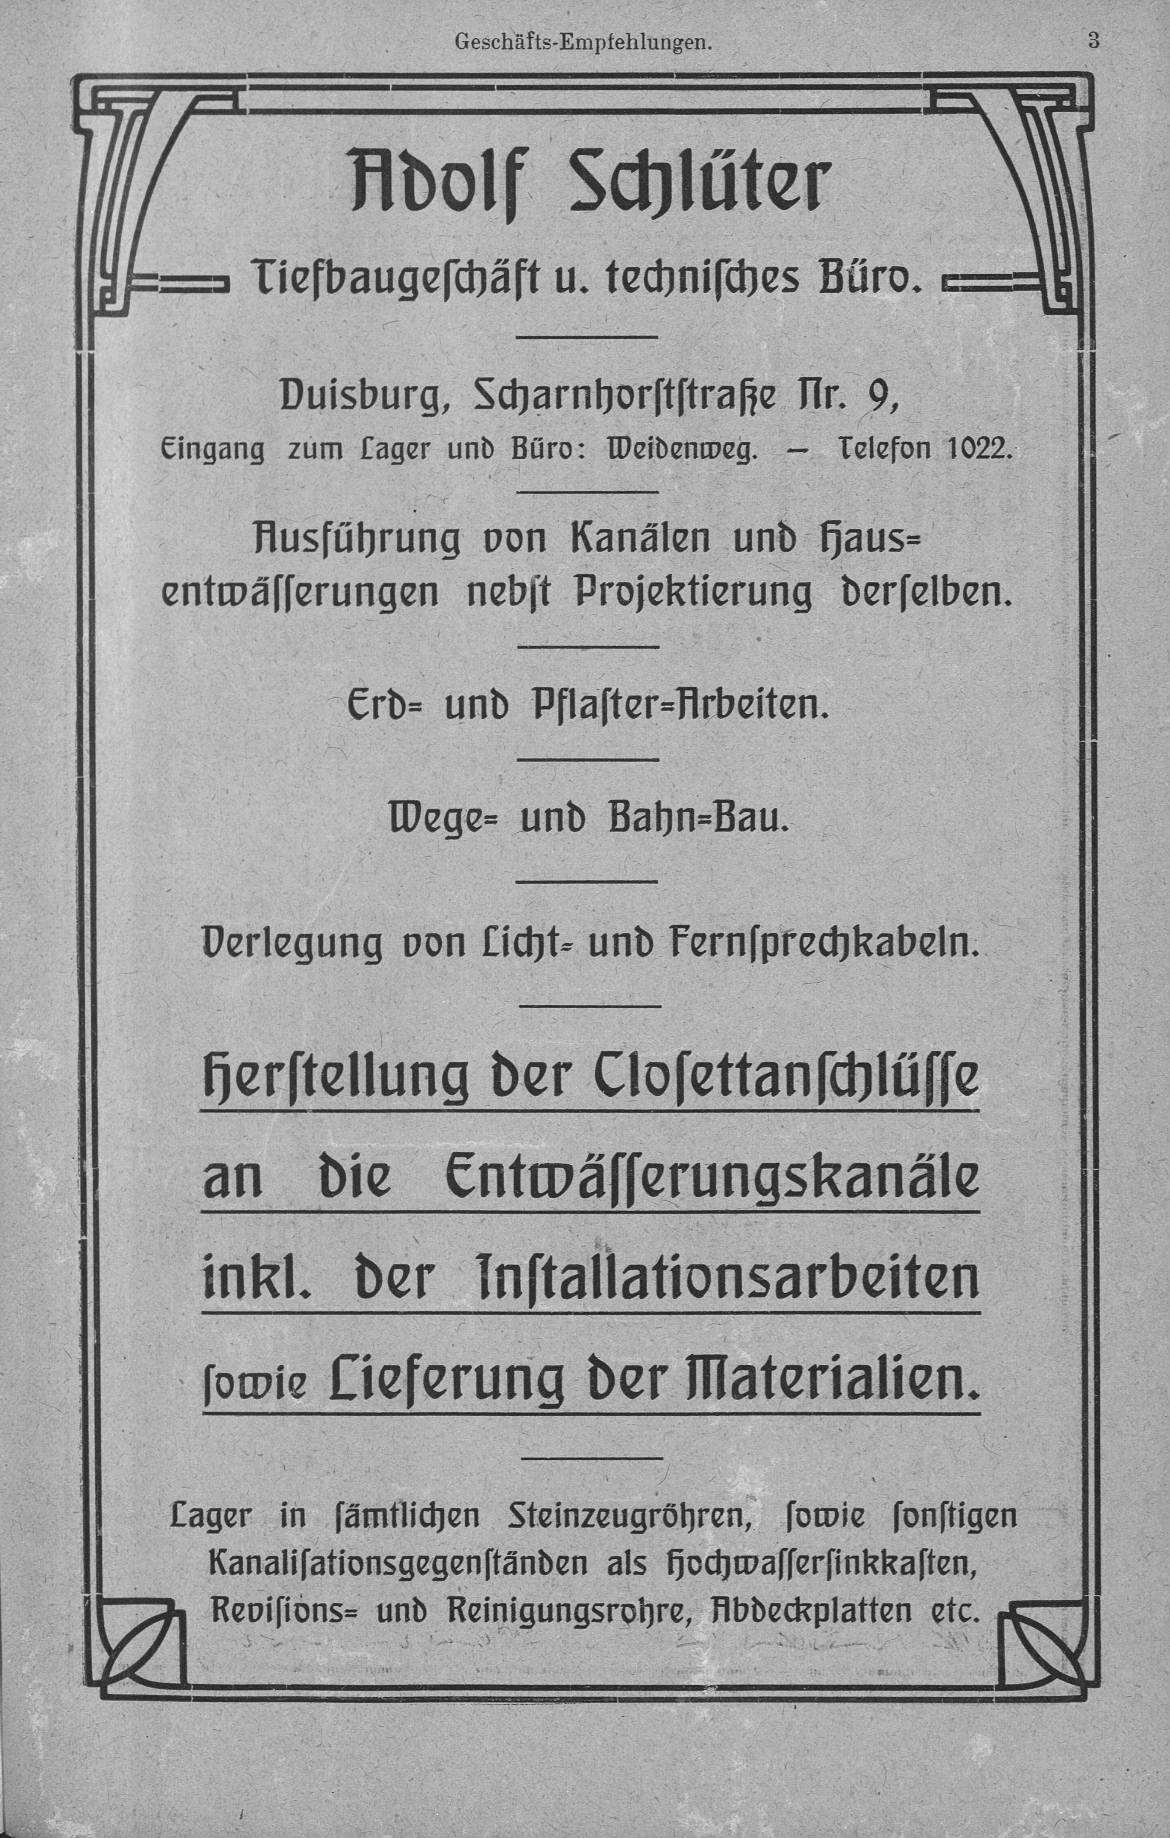 Geschäfts-Empfehlungen.
3
Adolf Schlüter
Tiefbaugeſchäft u. techniſches Büro.
Duisburg, Scharnhorſtſtraße Nr. 9,
Eingang zum Lager und Büro: Weidenweg. — Telefon 1022.
Ausführung von Kanälen und Haus=
entwäſſerungen nebſt Projektierung derſelben.
Erd= und Pflaſter=Arbeiten.
Wege= und Bahn=Bau.
Verlegung von Licht= und Fernſprechkabeln.
Herſtellung der Cloſettanſchlüſſe
an die Entwäſſerungskanäle
inkl. der Inſtallationsarbeiten
ſowie Lieferung der Materialien.
Lager in ſämtlichen Steinzeugröhren, ſowie ſonſtigen
Kanaliſationsgegenſtänden als Hochwaſſerſinkkaſten,
Reviſions= und Reinigungsrohre, Abdeckplatten etc.